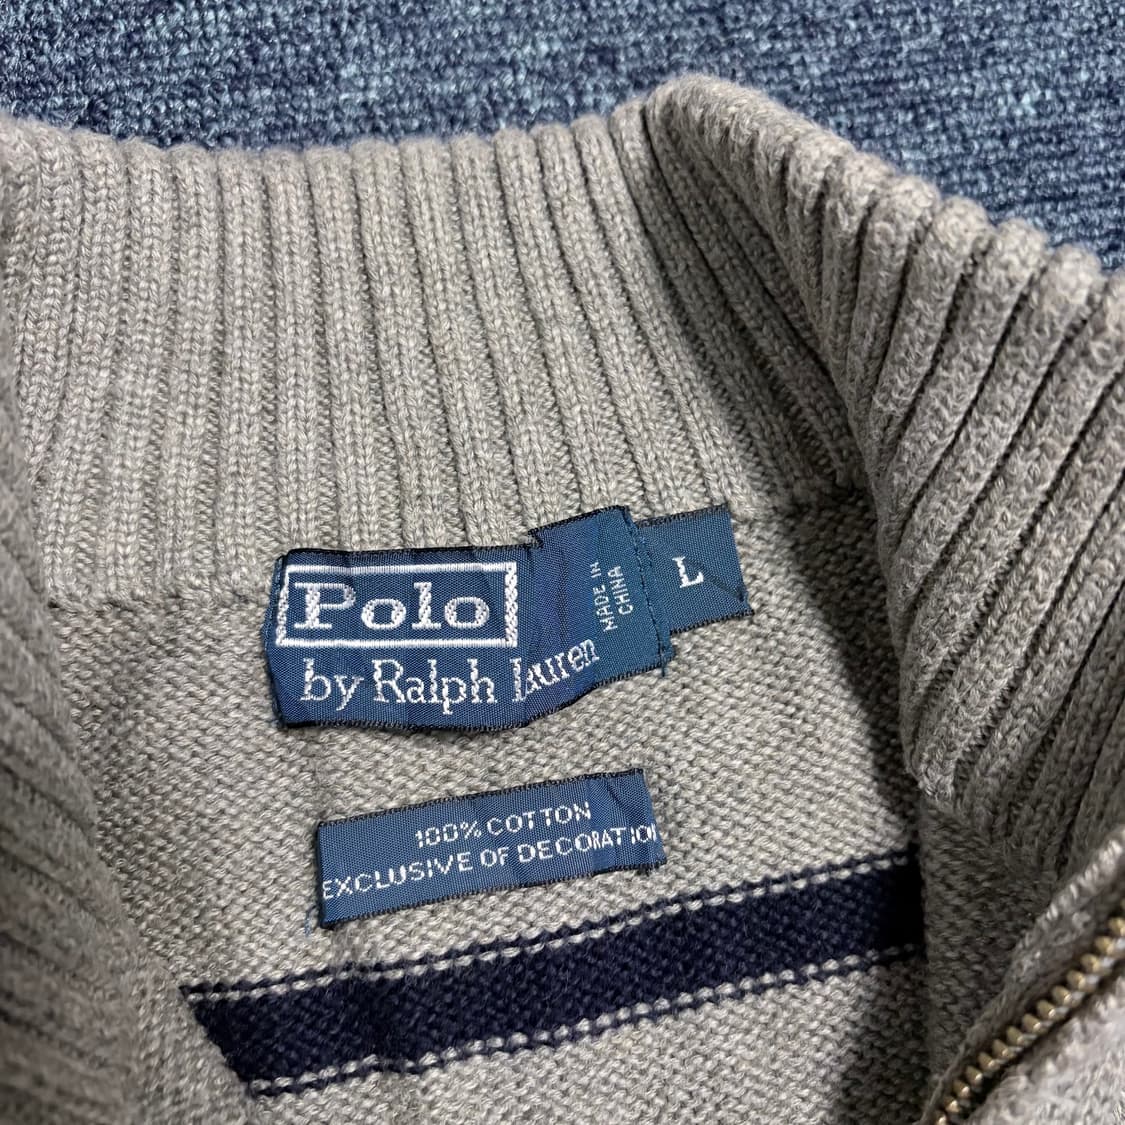 Polo
by Ralph Lauren
MADE IN
CHINA
L
100% COTTON
EXCLUSIVE OF DECORATION